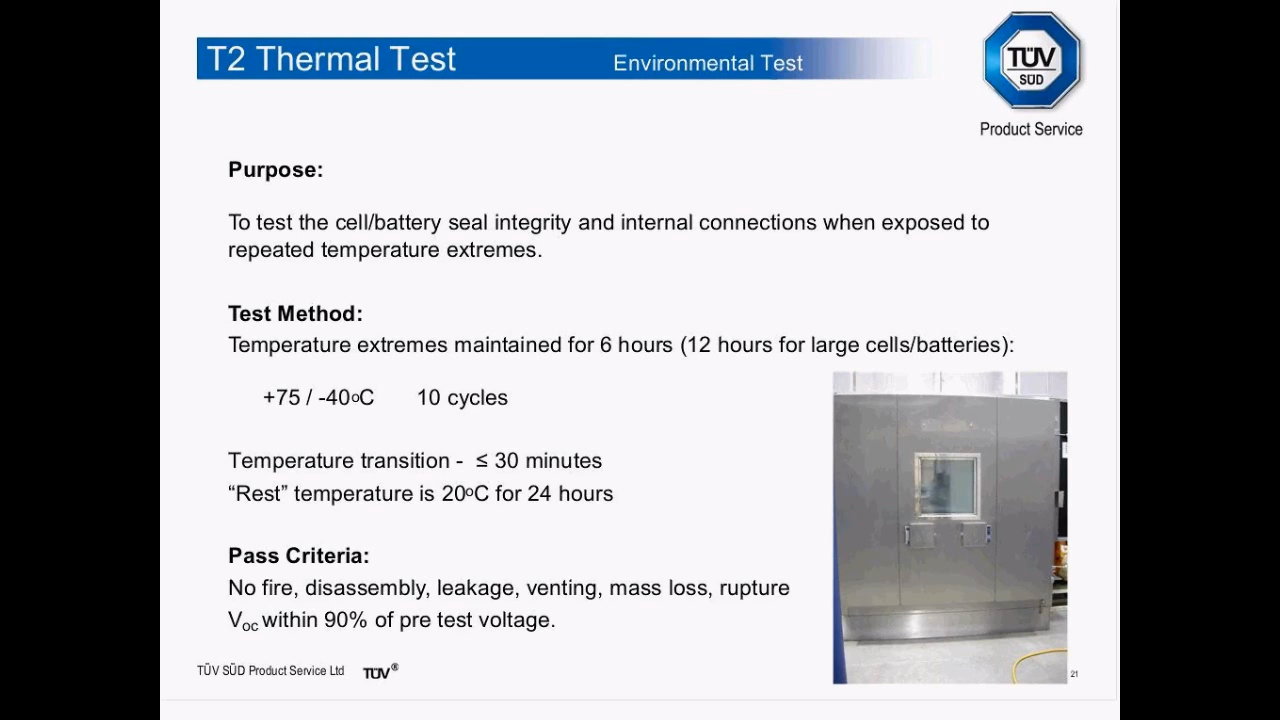 T2 Thermal Test
Environmental Test
TÜV
SÜD
Product Service
Purpose:
To test the cell/battery seal integrity and internal connections when exposed to
repeated temperature extremes.
Test Method:
Temperature extremes maintained for 6 hours (12 hours for large cells/batteries):
+75 / -40ºC 10 cycles
Temperature transition - ≤ 30 minutes
“Rest” temperature is 20ºC for 24 hours
Pass Criteria:
No fire, disassembly, leakage, venting, mass loss, rupture
Voc within 90% of pre test voltage.
TÜV SÜD Product Service Ltd TÜV®
21